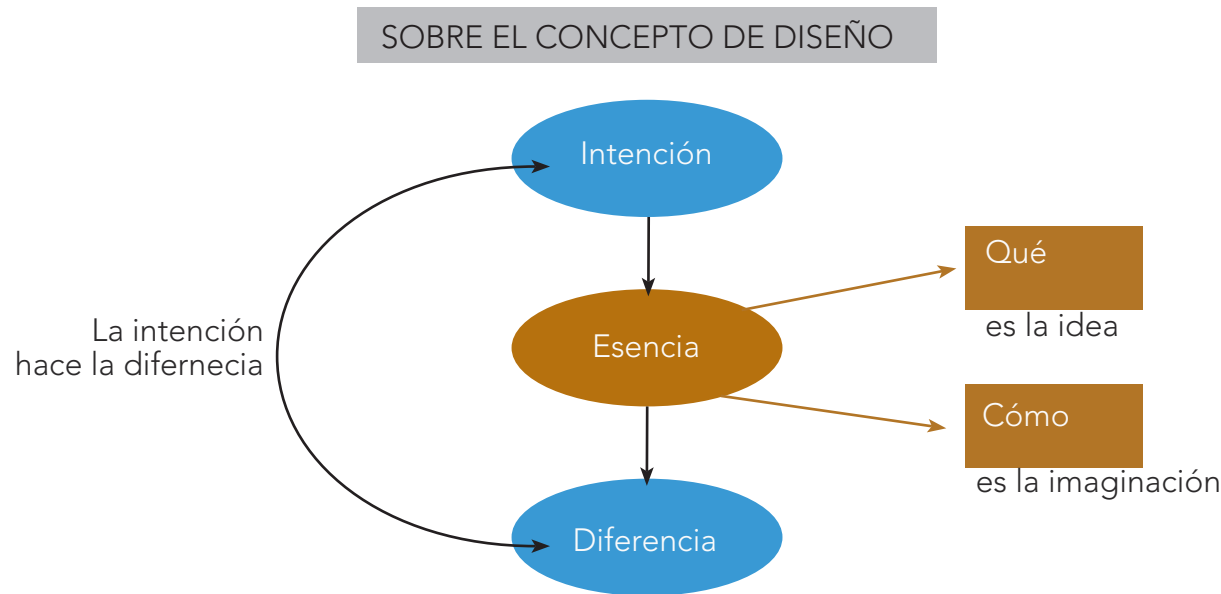 SOBRE EL CONCEPTO DE DISEÑO
Intención
Qué
es la idea
La intención
hace la difernecia
Esencia
Cómo
es la imaginación
Diferencia